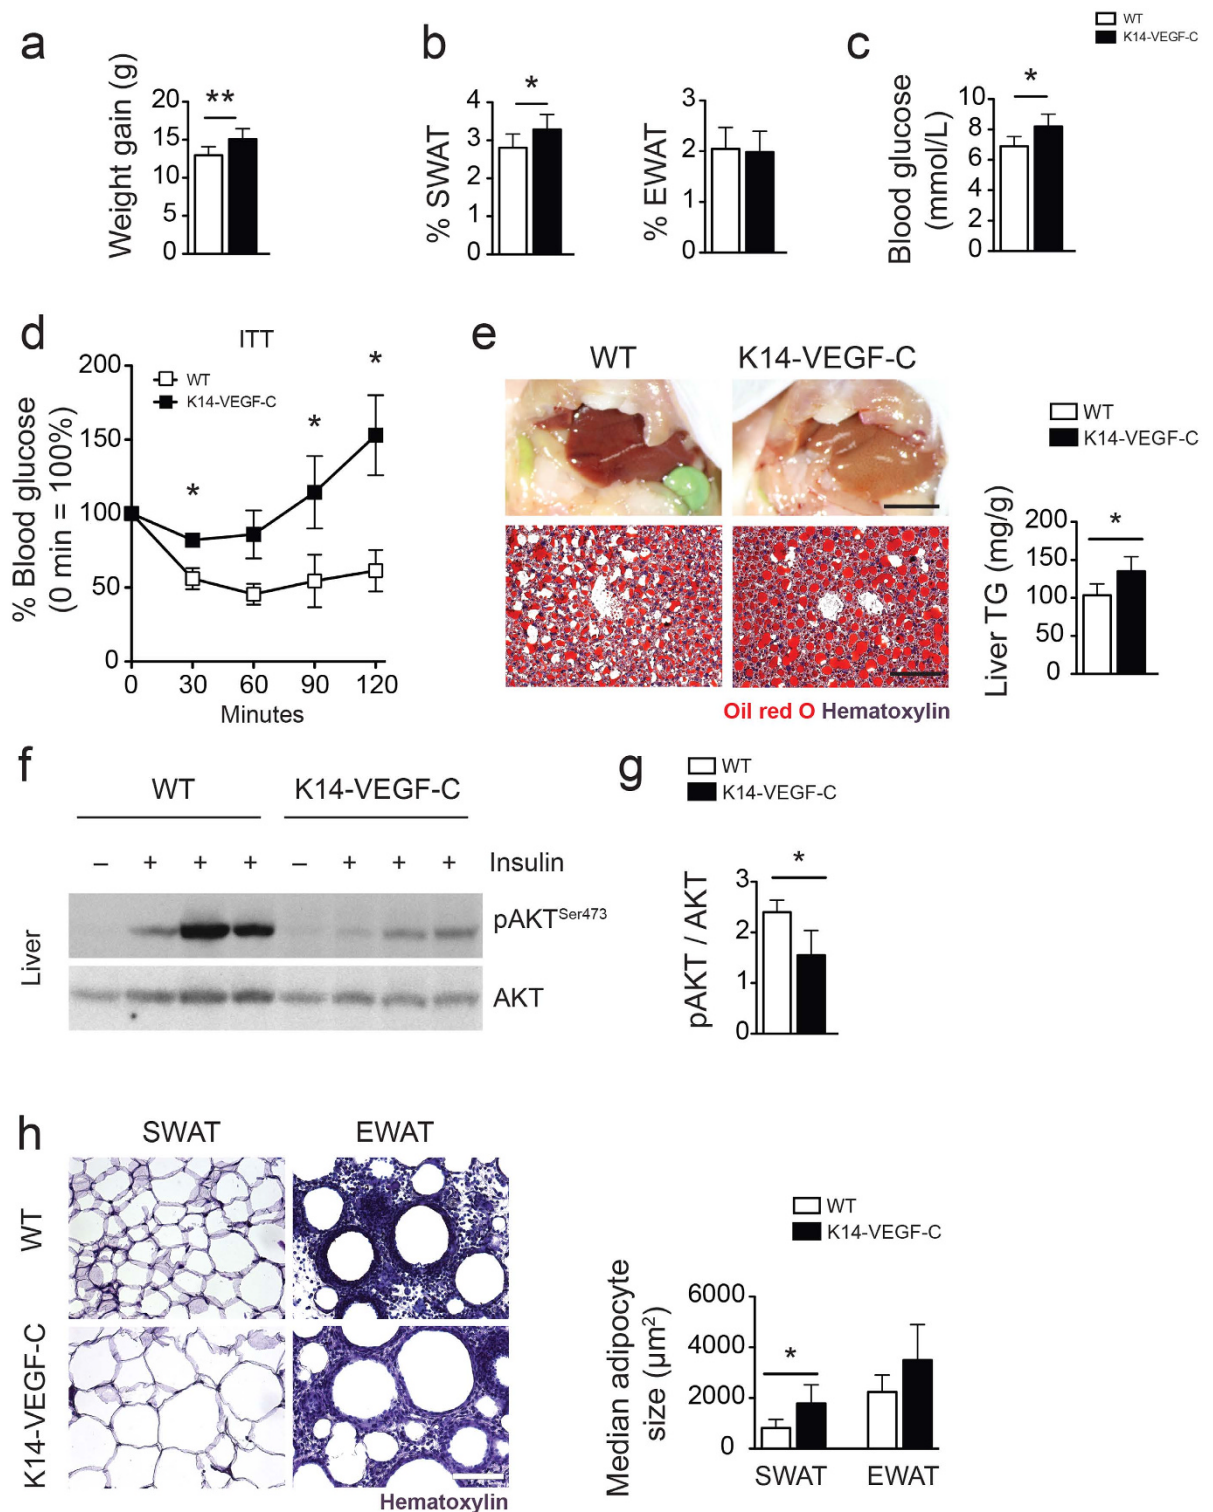 WT
K14-VEGF-C
a
Weight gain (g)
**
20
15
10
5
0
b
% SWAT
*
4
3
2
1
0
% EWAT
3
2
1
0
c
Blood glucose
(mmol/L)
*
10
8
6
4
2
0
d
ITT
WT
K14-VEGF-C
% Blood glucose
(0 min = 100%)
200
150
100
50
0
*
*
*
0 30 60 90 120
Minutes
e
WT K14-VEGF-C
Oil red O Hematoxylin
WT
K14-VEGF-C
Liver TG (mg/g)
*
200
150
100
50
0
f
WT K14-VEGF-C
– + + + – + + + Insulin
Liver
pAKTSer473
AKT
g
WT
K14-VEGF-C
pAKT / AKT
*
3
2
1
0
h
SWAT EWAT
WT
K14-VEGF-C
Hematoxylin
WT
K14-VEGF-C
Median adipocyte
size (µm²)
6000
4000
2000
0
*
SWAT EWAT